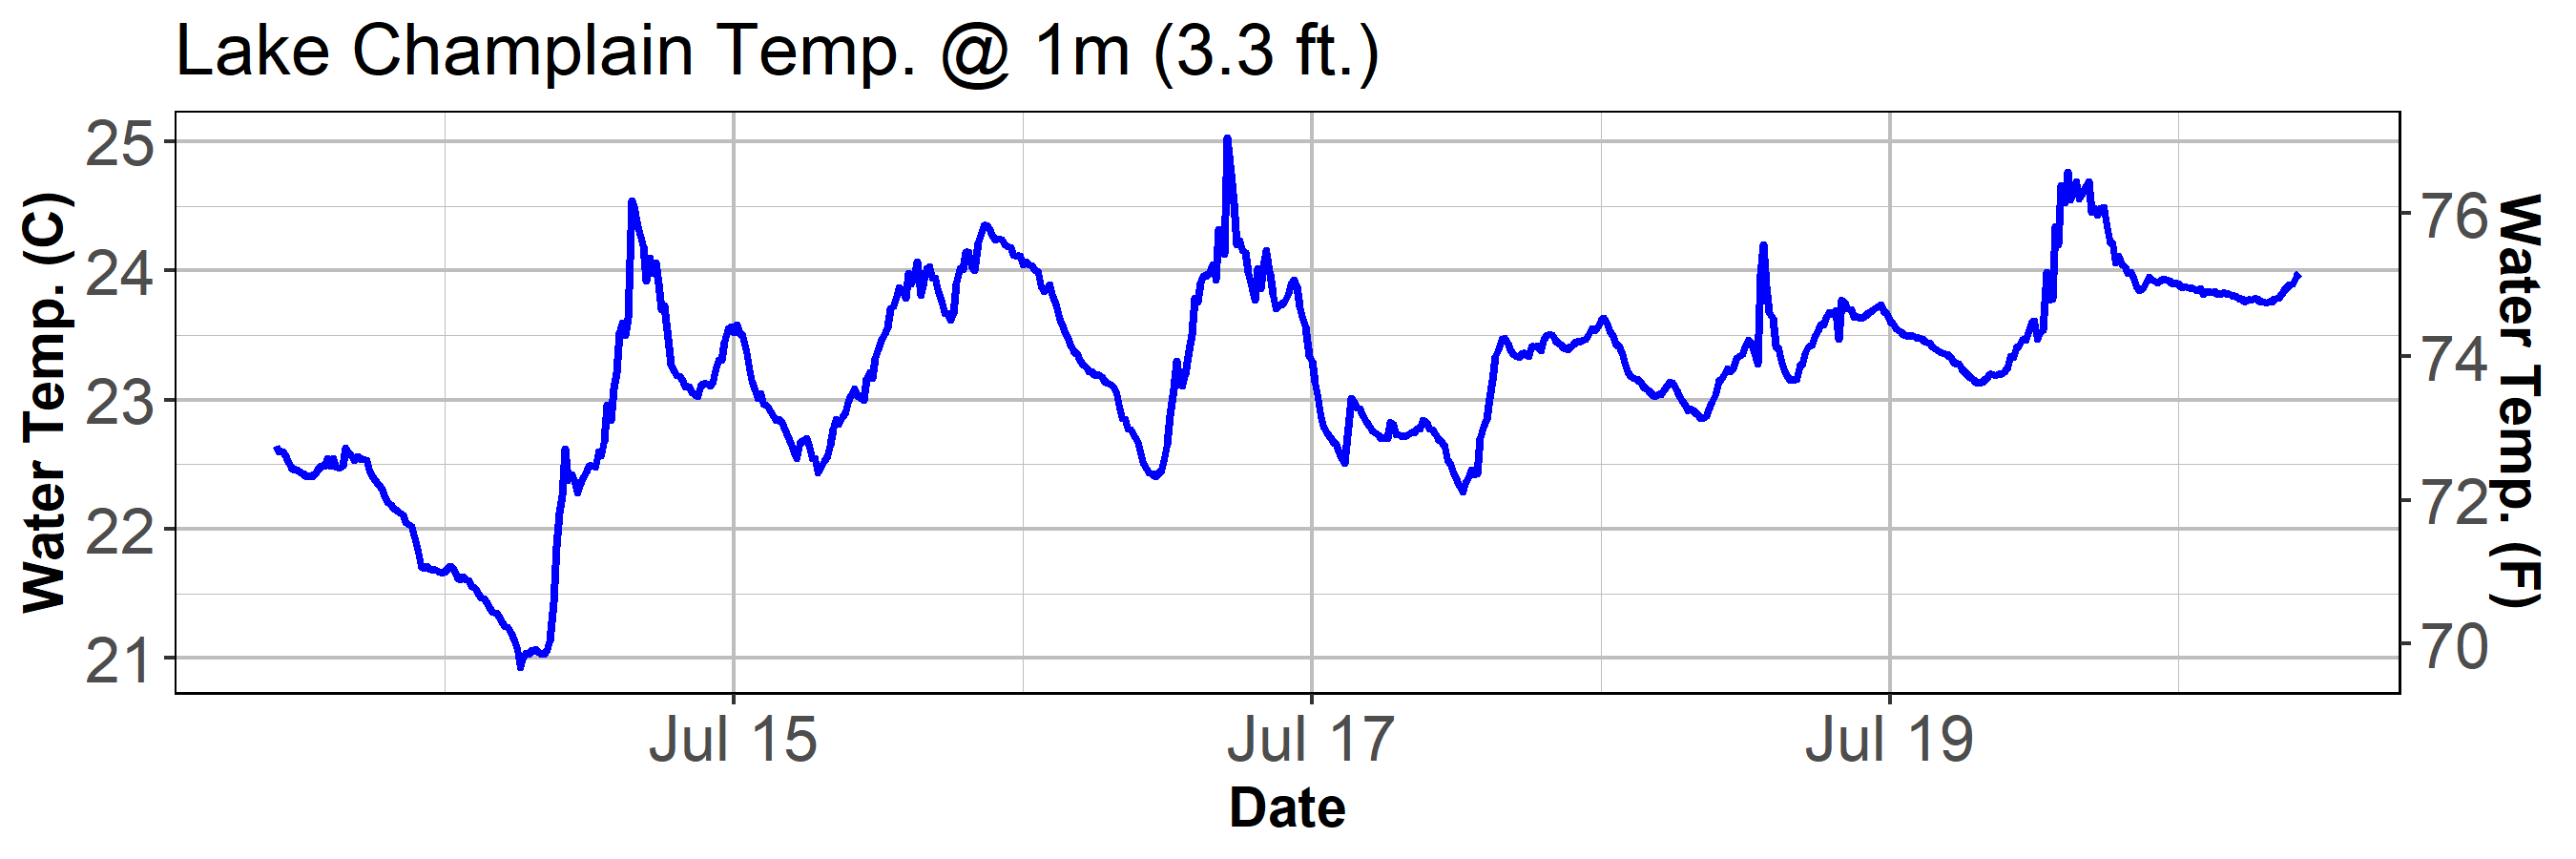 Lake Champlain Temp. @ 1m (3.3 ft.)
Water Temp. (C)
25
24
23
22
21
76
74
72
70
Water Temp. (F)
Jul 15
Jul 17
Jul 19
Date